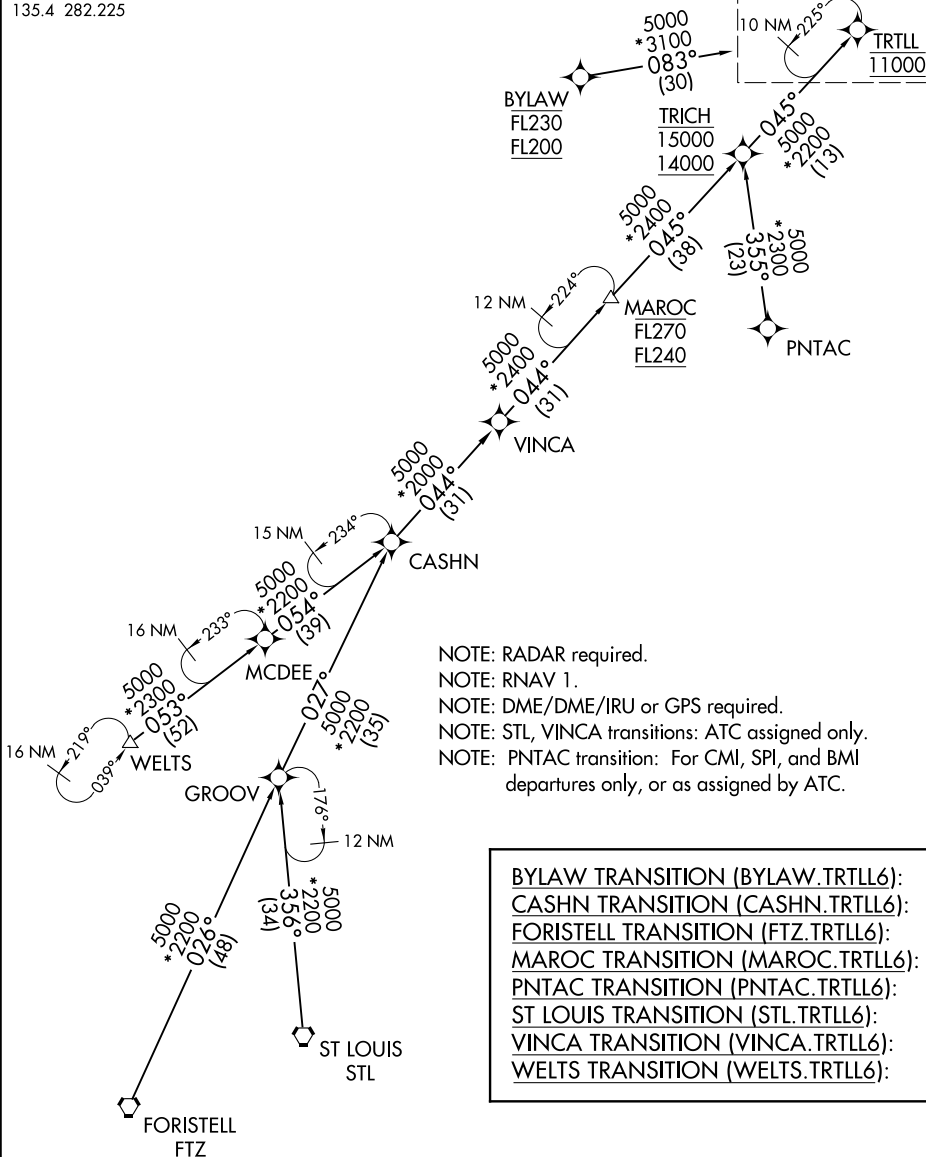 135.4 282.225
5000
*3100
083°
(30)
10 NM
225°
TRTLL
11000
BYLAW
FL230
FL200
TRICH
15000
14000
045°
5000
*2200
(13)
5000
*2400
045°
(38)
5000
*2300
355°
(23)
12 NM
224°
MAROC
FL270
FL240
PNTAC
5000
*2400
044°
(31)
VINCA
5000
*2000
044°
(31)
15 NM
234°
CASHN
5000
*2200
054°
(39)
16 NM
233°
MCDEE
5000
*2300
053°
(52)
16 NM
219°
039°
WELTS
027°
5000
*2200
(35)
GROOV
176°
12 NM
NOTE: RADAR required.
NOTE: RNAV 1.
NOTE: DME/DME/IRU or GPS required.
NOTE: STL, VINCA transitions: ATC assigned only.
NOTE: PNTAC transition: For CMI, SPI, and BMI
departures only, or as assigned by ATC.
5000
*2200
026°
(48)
5000
*2200
356°
(34)
ST LOUIS
STL
FORISTELL
FTZ
BYLAW TRANSITION (BYLAW.TRTLL6):
CASHN TRANSITION (CASHN.TRTLL6):
FORISTELL TRANSITION (FTZ.TRTLL6):
MAROC TRANSITION (MAROC.TRTLL6):
PNTAC TRANSITION (PNTAC.TRTLL6):
ST LOUIS TRANSITION (STL.TRTLL6):
VINCA TRANSITION (VINCA.TRTLL6):
WELTS TRANSITION (WELTS.TRTLL6):